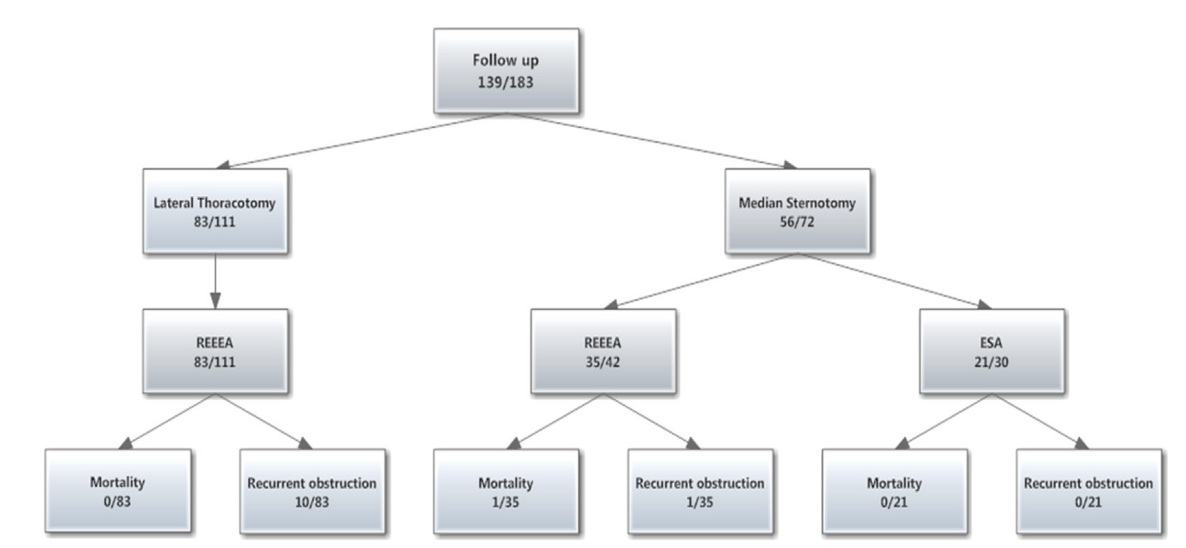 Follow up
139/183
Lateral Thoracotomy
83/111
Median Sternotomy
56/72
REEEA
83/111
REEEA
35/42
ESA
21/30
Mortality
0/83
Recurrent obstruction
10/83
Mortality
1/35
Recurrent obstruction
1/35
Mortality
0/21
Recurrent obstruction
0/21